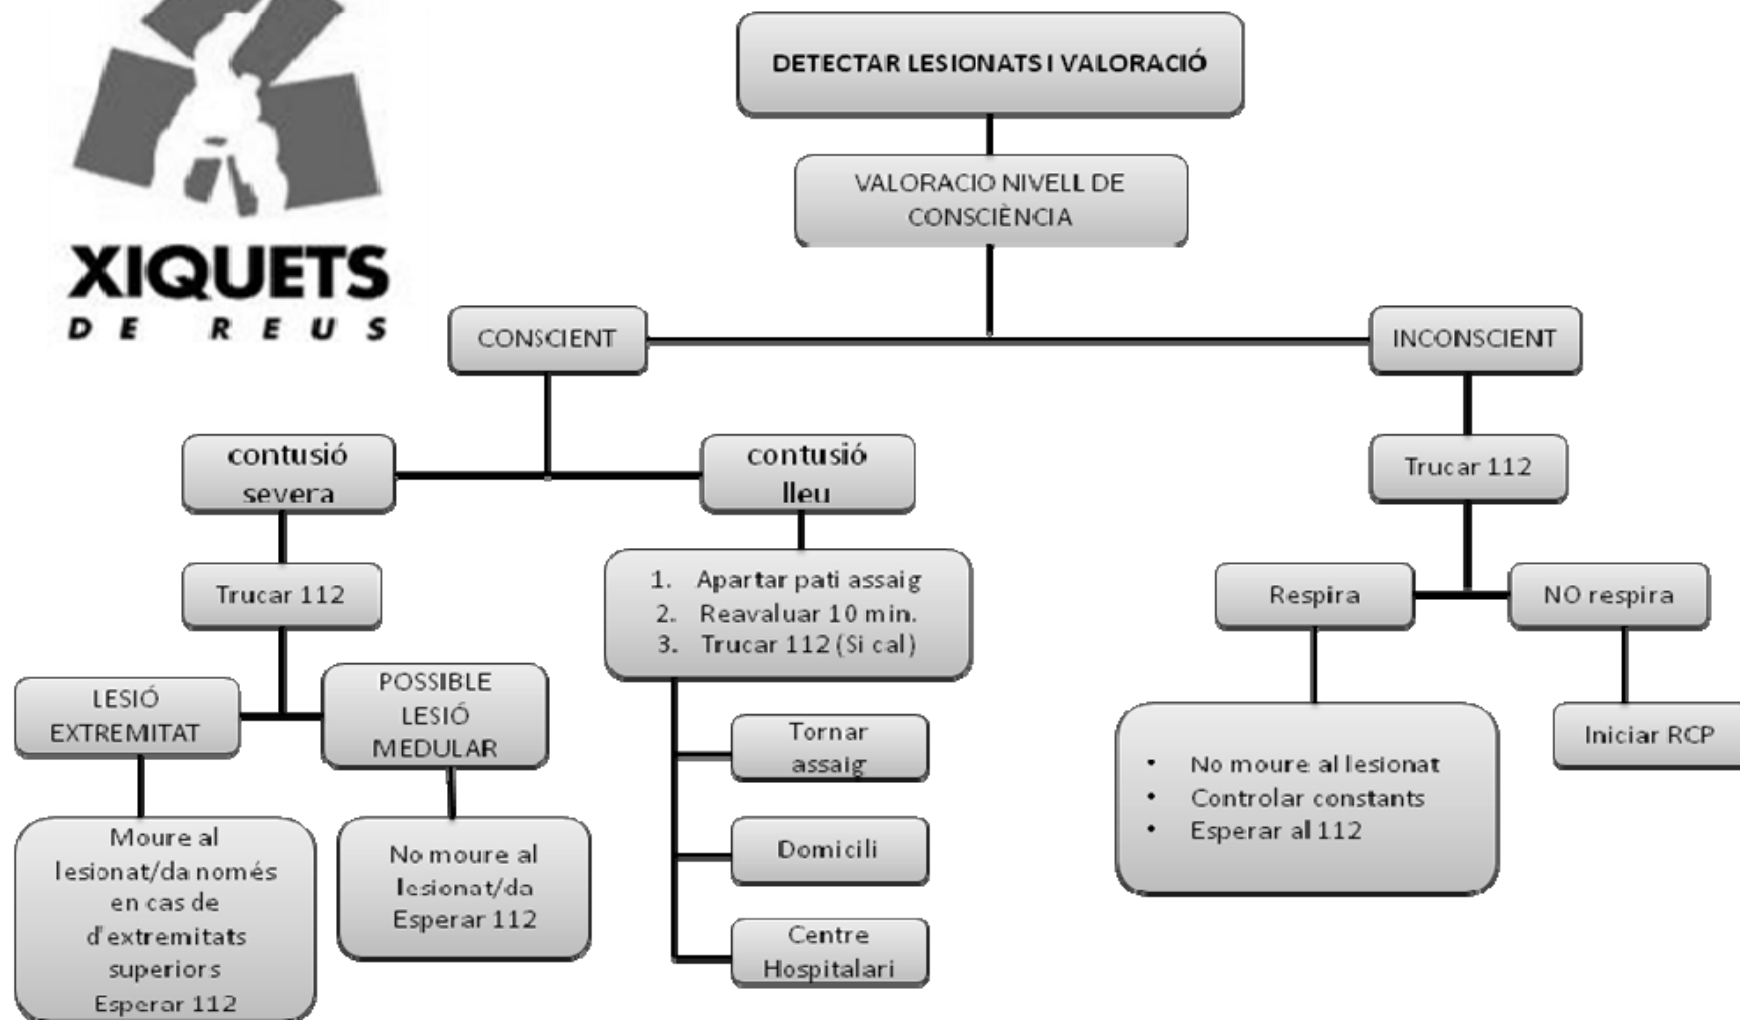 XIQUETS
DE REUS
DETECTAR LESIONATS I VALORACIÓ
VALORACIO NIVELL DE
CONSCIÈNCIA
CONSCIENT
INCONSCIENT
contusió
severa
contusió
lleu
Trucar 112
Trucar 112
1. Apartar pati assaig
2. Reavaluar 10 min.
3. Trucar 112 (Si cal)
Respira
NO respira
LESIÓ
EXTREMITAT
POSSIBLE
LESIÓ
MEDULAR
Tornar
assaig
Domicili
Centre
Hospitalari
Moure al
lesionat/da només
en cas de
d'extremitats
superiors
Esperar 112
No moure al
lesionat/da
Esperar 112
• No moure al lesionat
• Controlar constants
• Esperar al 112
Iniciar RCP